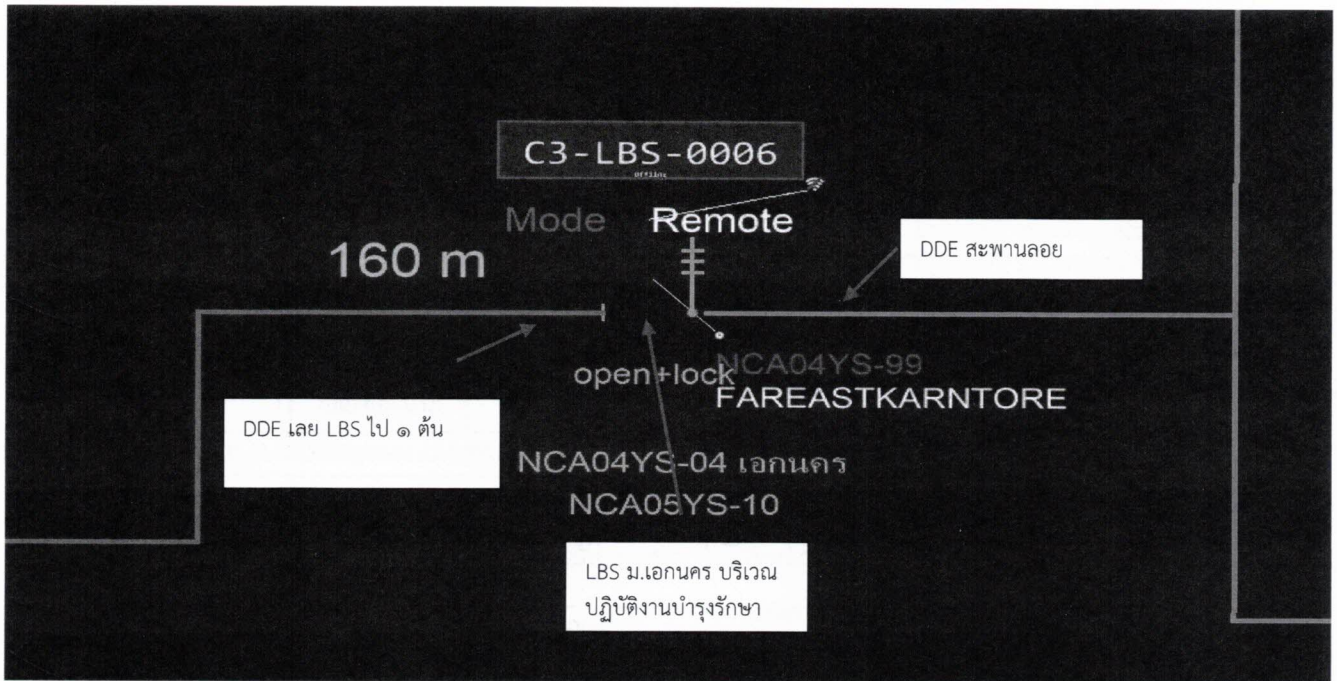 C3-LBS-0006
Offline
Mode Remote
160 m
DDE สะพานลอย
open+lock
NCA04YS-99
FAREASTKARNTORE
DDE เลย LBS ไป ๑ ต้น
NCA04YS-04 เอกนคร
NCA05YS-10
LBS ม.เอกนคร บริเวณ
ปฏิบัติงานบำรุงรักษา